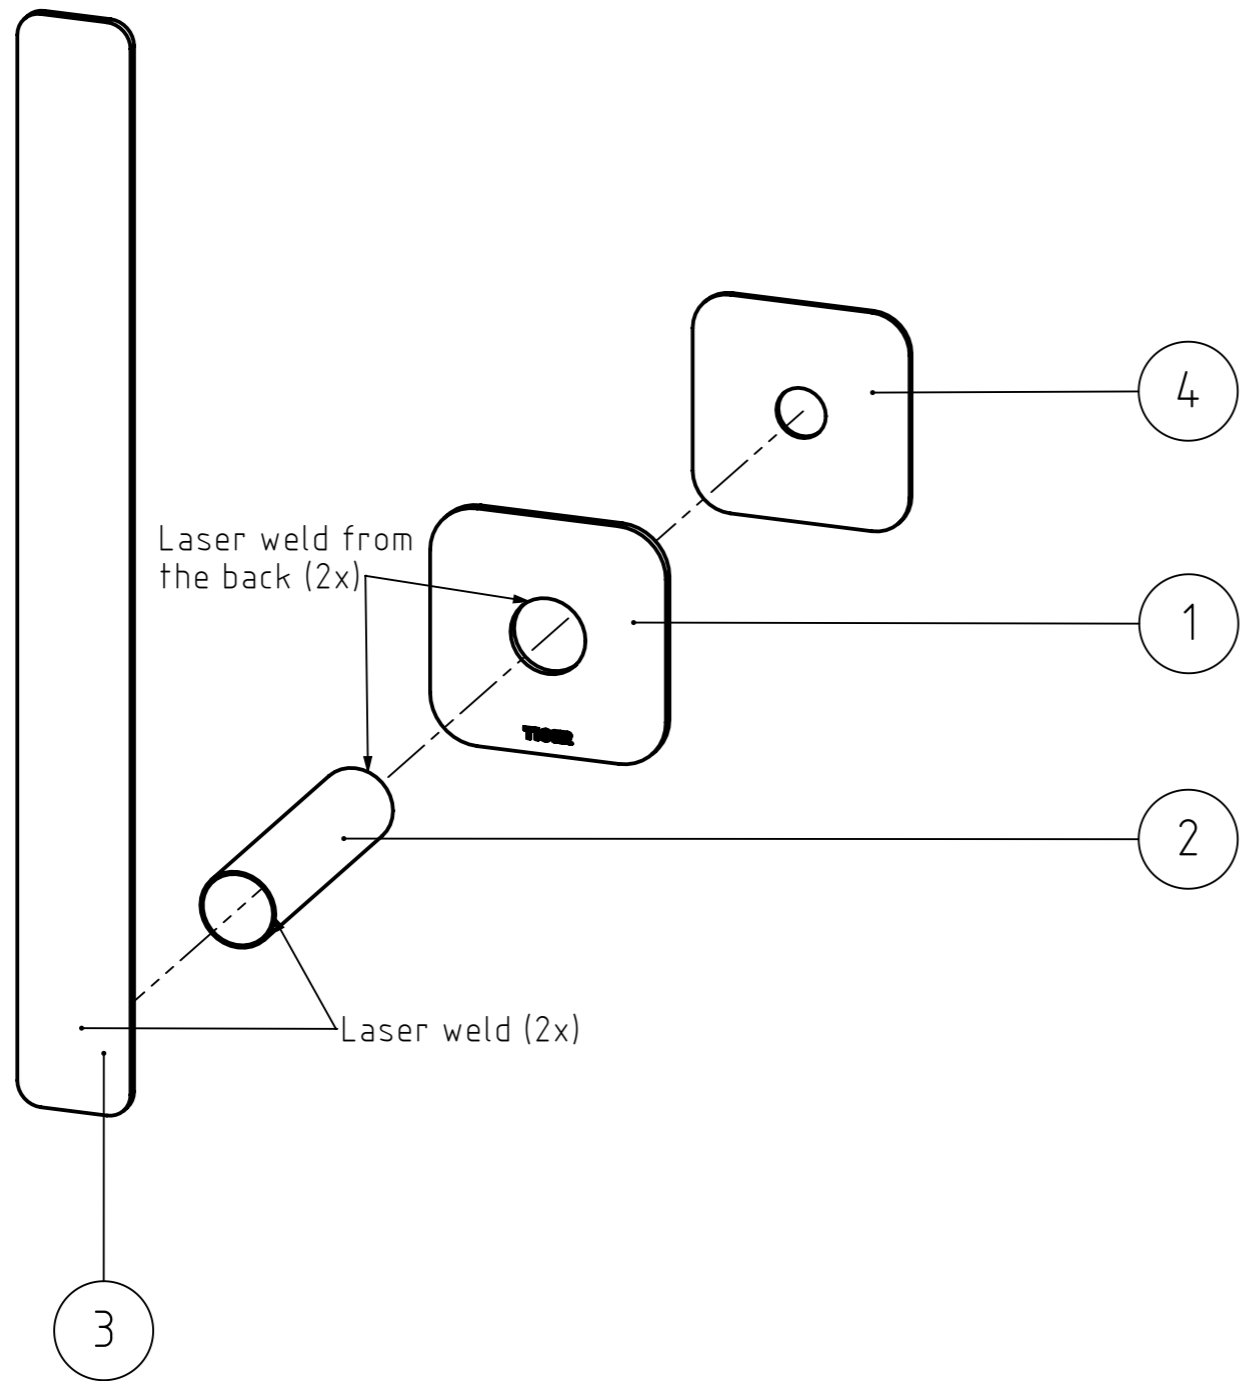 4
Laser weld from
the back (2x)
1
TIGER
2
Laser weld (2x)
3